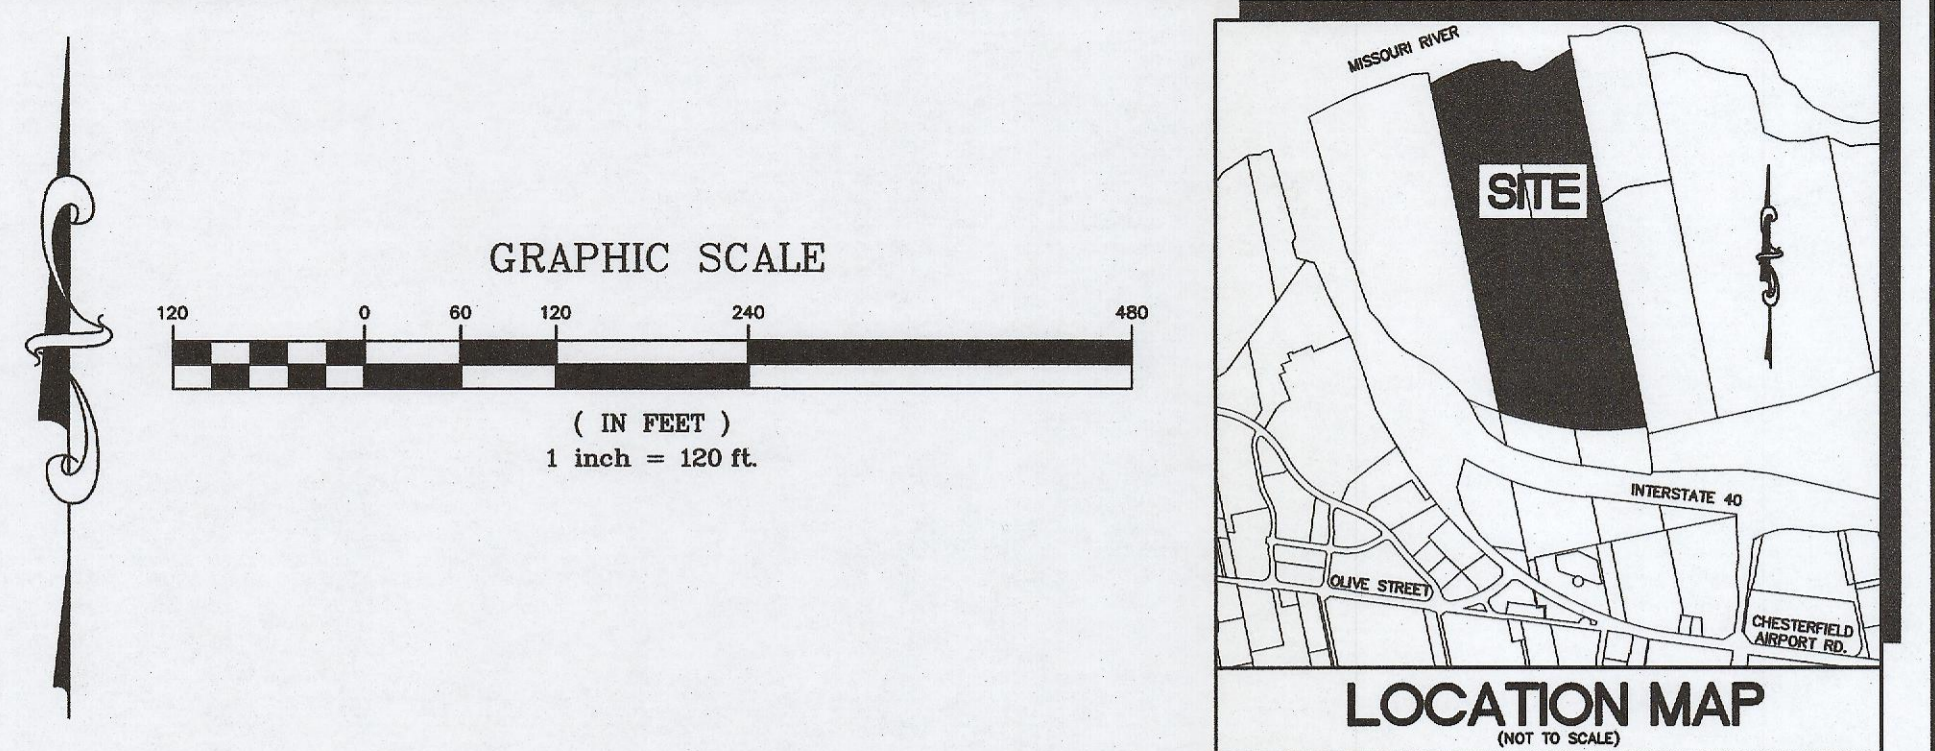 GRAPHIC SCALE
120 0 60 120 240 480
( IN FEET )
1 inch = 120 ft.
MISSOURI RIVER
SITE
INTERSTATE 40
OLIVE STREET
CHESTERFIELD
AIRPORT RD.
LOCATION MAP
(NOT TO SCALE)